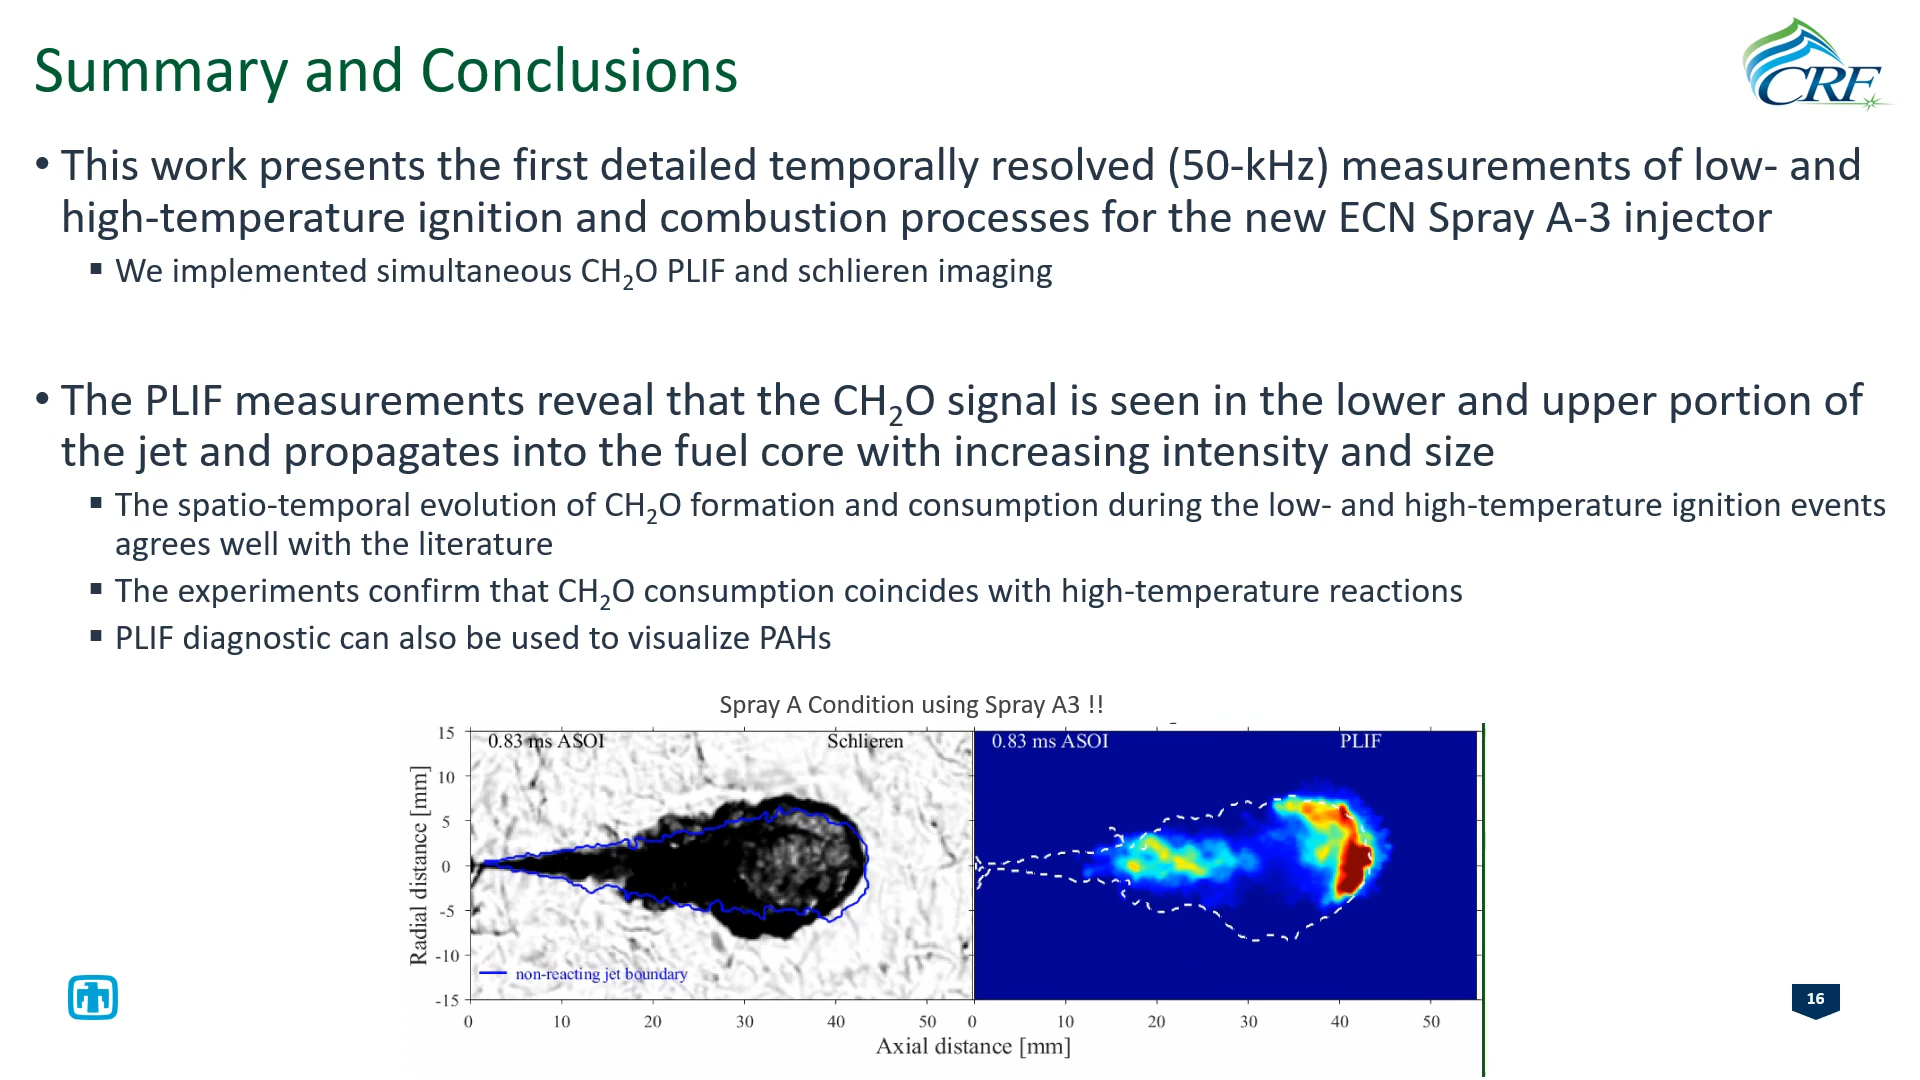 Summary and Conclusions
CRF
• This work presents the first detailed temporally resolved (50-kHz) measurements of low- and
high-temperature ignition and combustion processes for the new ECN Spray A-3 injector
▪ We implemented simultaneous CH₂O PLIF and schlieren imaging
• The PLIF measurements reveal that the CH₂O signal is seen in the lower and upper portion of
the jet and propagates into the fuel core with increasing intensity and size
▪ The spatio-temporal evolution of CH₂O formation and consumption during the low- and high-temperature ignition events
agrees well with the literature
▪ The experiments confirm that CH₂O consumption coincides with high-temperature reactions
▪ PLIF diagnostic can also be used to visualize PAHs
Spray A Condition using Spray A3 !!
0.83 ms ASOI Schlieren
0.83 ms ASOI PLIF
Radial distance [mm]
15
10
5
0
-5
-10
-15
non-reacting jet boundary
0 10 20 30 40 50 0 10 20 30 40 50
Axial distance [mm]
16